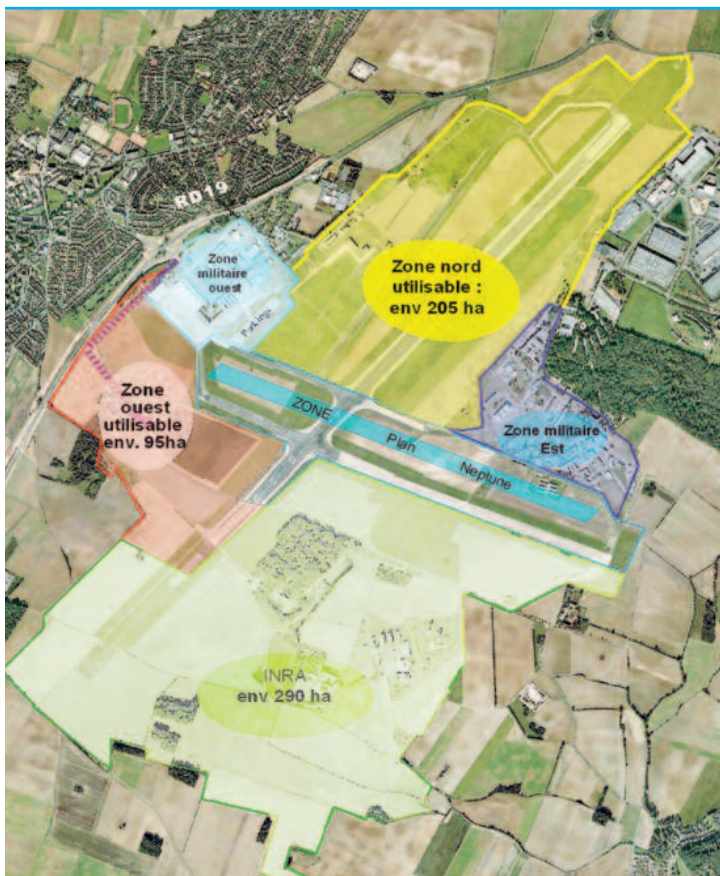 RD19
Zone
militaire
ouest
Parkings
Zone nord
utilisable :
env 205 ha
Zone
ouest
utilisable
env. 95ha
ZONE
Plan
Neptune
Zone militaire
Est
INRA
env 290 ha